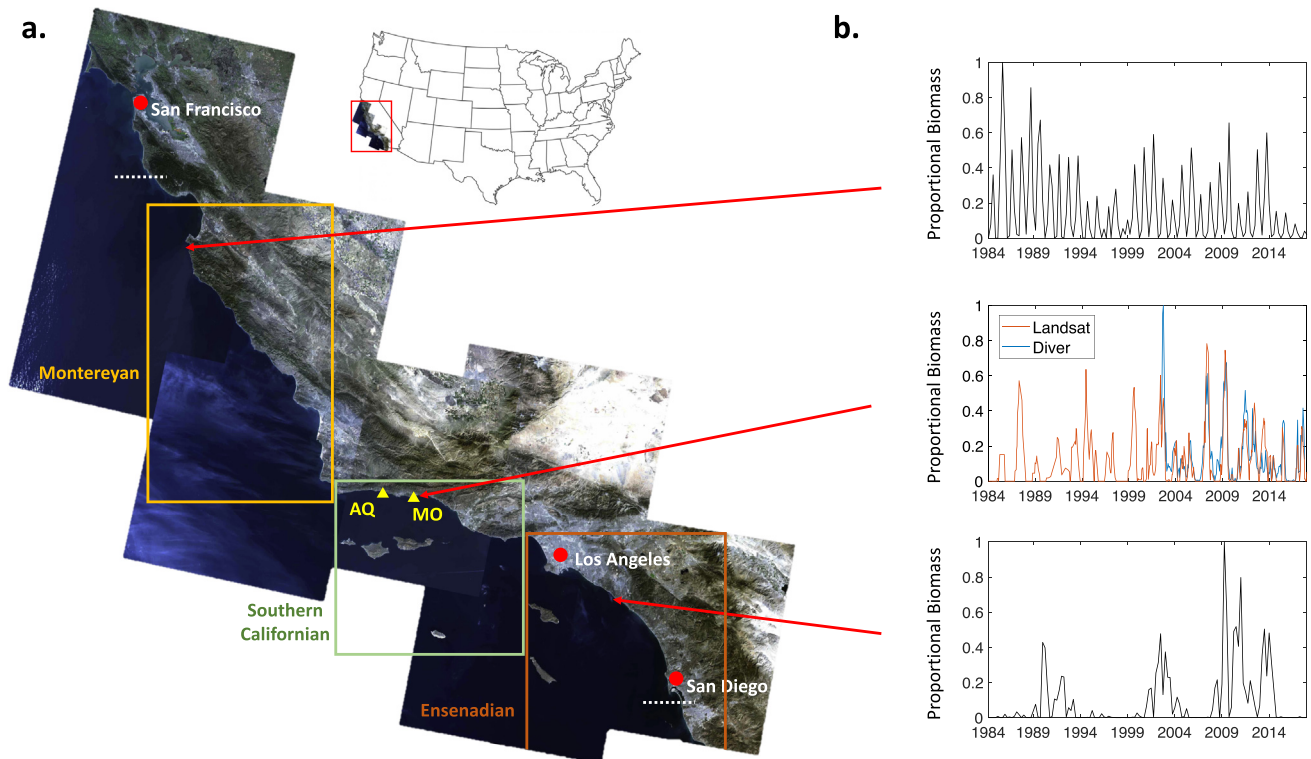 a.
San Francisco
Montereyan
AQ
MO
Los Angeles
Southern
Californian
San Diego
Ensenadian
b.
Proportional Biomass
1
0.8
0.6
0.4
0.2
0
1984 1989 1994 1999 2004 2009 2014
Proportional Biomass
1
0.8
0.6
0.4
0.2
0
Landsat
Diver
1984 1989 1994 1999 2004 2009 2014
Proportional Biomass
1
0.8
0.6
0.4
0.2
0
1984 1989 1994 1999 2004 2009 2014